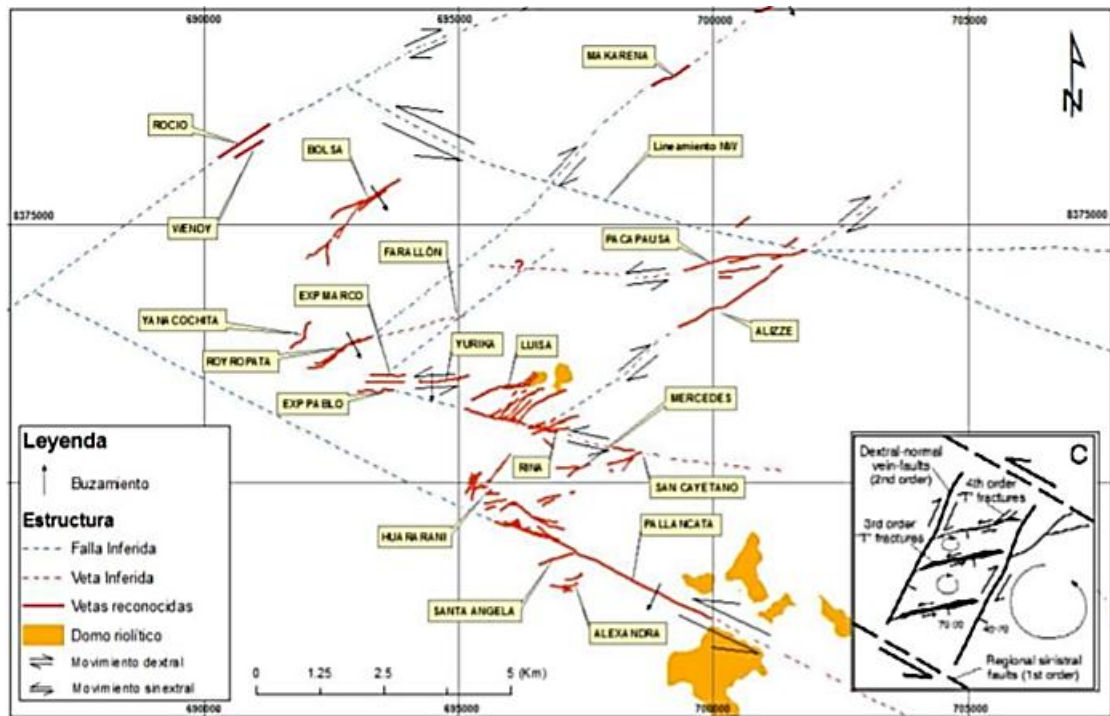 690000
695000
700000
705000
MAKARENA
N
ROCIO
BOLSA
Lineamiento NW
8375000
8375000
WENDY
PACAPAUSA
FARALLÓN
?
EXP MARCO
YANACOCHITA
YURIKA
LUISA
ALIZZE
ROYROPATA
MERCEDES
EXP PABLO
RINA
SAN CAYETANO
HUARARANI
PALLANCATA
SANTA ANGELA
ALEXANDRA
Leyenda
Buzamiento
Estructura
Falla Inferida
Veta Inferida
Vetas reconocidas
Domo riolítico
Movimiento dextral
Movimiento sinextral
0
1.25
2.5
5 (Km)
C
Dextral-normal
vein-faults
(2nd order)
4th order
"T" fractures
3rd order
"T" fractures
Regional sinistral
faults (1st order)
690000
695000
700000
705000